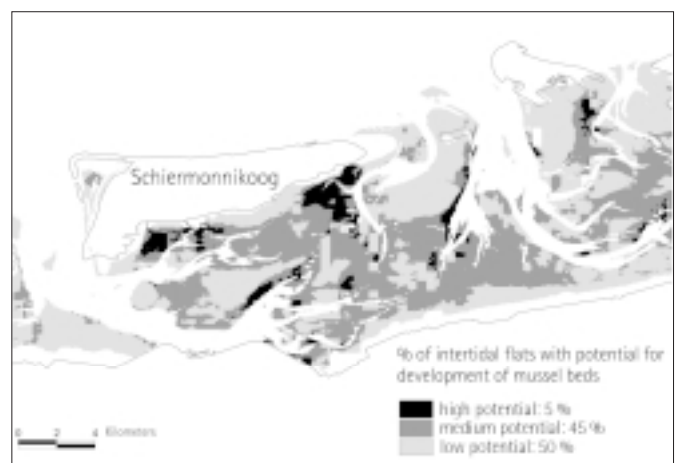 Schiermonnikoog
% of intertidal flats with potential for
development of mussel beds
high potential: 5 %
medium potential: 45 %
low potential: 50 %
0 2 4 Kilometers